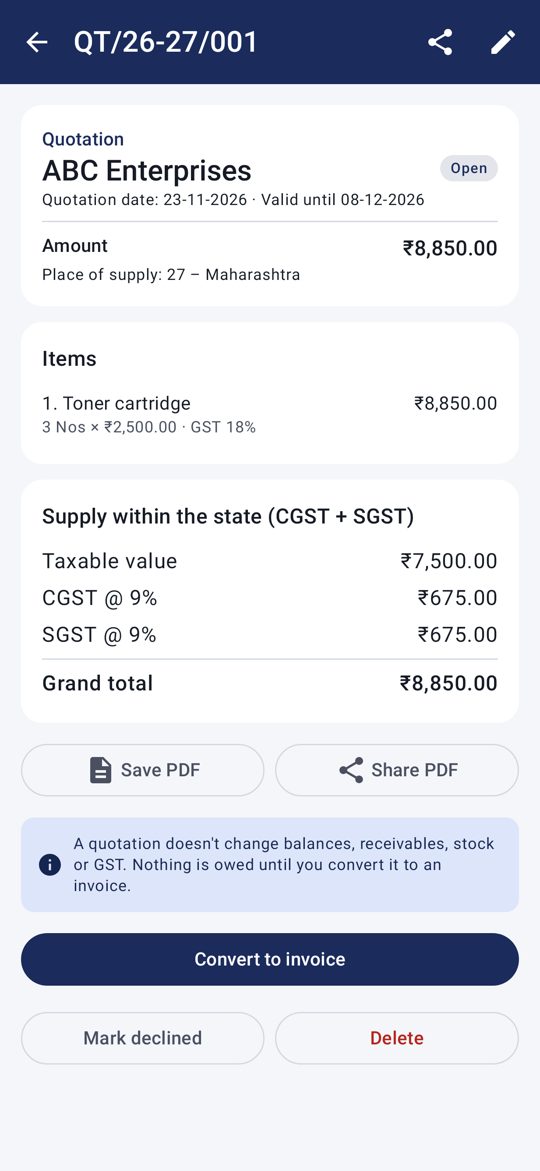 QT/26-27/001
Quotation
ABC Enterprises
Open
Quotation date: 23-11-2026 · Valid until 08-12-2026
Amount
₹8,850.00
Place of supply: 27 – Maharashtra
Items
1. Toner cartridge
₹8,850.00
3 Nos × ₹2,500.00 · GST 18%
Supply within the state (CGST + SGST)
Taxable value
₹7,500.00
CGST @ 9%
₹675.00
SGST @ 9%
₹675.00
Grand total
₹8,850.00
Save PDF
Share PDF
A quotation doesn't change balances, receivables, stock
or GST. Nothing is owed until you convert it to an
invoice.
Convert to invoice
Mark declined
Delete